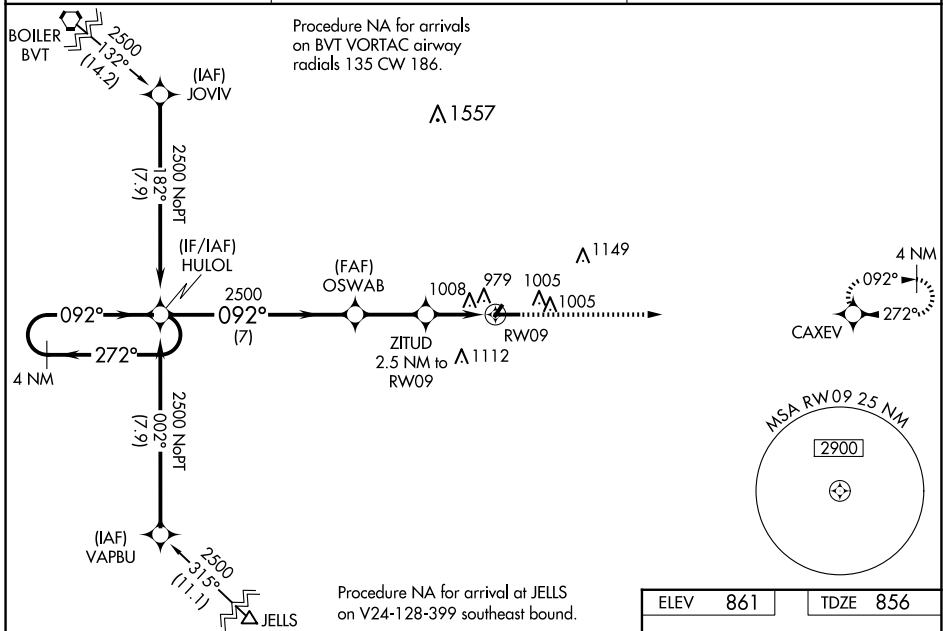 BOILER
BVT
2500
132°
(14.2)
(IAF)
JOVIV
Procedure NA for arrivals
on BVT VORTAC airway
radials 135 CW 186.
1557
2500 NoPT
182°
(7.9)
(IF/IAF)
HULOL
092°
272°
4 NM
2500
092°
(7)
(FAF)
OSWAB
ZITUD
2.5 NM to
RW09
1008
979
1005
1005
1149
1112
RW09
4 NM
092°
272°
CAXEV
MSA RW09 25 NM
2900
2500 NoPT
002°
(7.9)
(IAF)
VAPBU
2500
315°
(11.1)
JELLS
Procedure NA for arrival at JELLS
on V24-128-399 southeast bound.
ELEV 861
TDZE 856